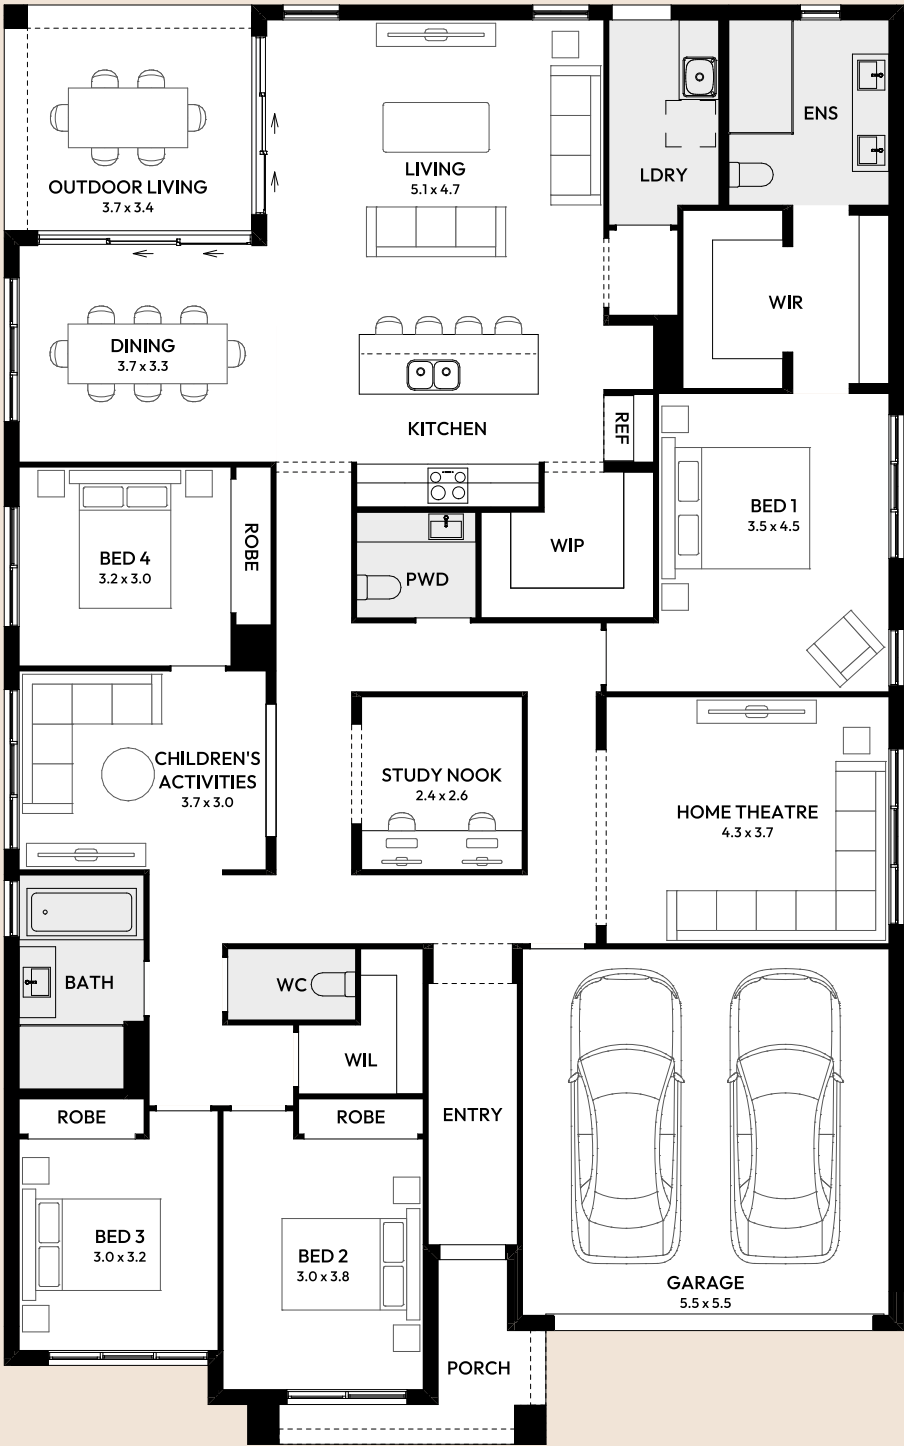 OUTDOOR LIVING
3.7 x 3.4
LIVING
5.1 x 4.7
LDRY
ENS
WIR
DINING
3.7 x 3.3
KITCHEN
REF
BED 1
3.5 x 4.5
BED 4
3.2 x 3.0
ROBE
PWD
WIP
CHILDREN'S
ACTIVITIES
3.7 x 3.0
STUDY NOOK
2.4 x 2.6
HOME THEATRE
4.3 x 3.7
BATH
WC
WIL
ROBE
ROBE
ENTRY
BED 3
3.0 x 3.2
BED 2
3.0 x 3.8
GARAGE
5.5 x 5.5
PORCH